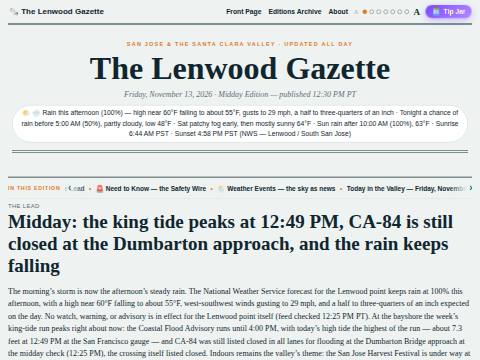 The Lenwood Gazette Front Page Editions Archive About A A Tip Jar
SAN JOSE & THE SANTA CLARA VALLEY · UPDATED ALL DAY
The Lenwood Gazette
Friday, November 13, 2026 · Midday Edition — published 12:30 PM PT
Rain this afternoon (100%) — high near 60°F falling to about 55°F, gusts to 29 mph, a half to three-quarters of an inch · Tonight a chance of
rain before 5:00 AM (50%), partly cloudy, low 48°F · Sat patchy fog early, then mostly sunny 64°F · Sun rain after 10:00 AM (100%), 63°F · Sunrise
6:44 AM PST · Sunset 4:58 PM PST (NWS — Lenwood / South San Jose)
IN THIS EDITION Lead • Need to Know — the Safety Wire • Weather Events — the sky as news • Today in the Valley — Friday, November
THE LEAD
Midday: the king tide peaks at 12:49 PM, CA-84 is still
closed at the Dumbarton approach, and the rain keeps
falling
The morning's storm is now the afternoon's steady rain. The National Weather Service forecast for the Lenwood point keeps rain at 100% this
afternoon, with a high near 60°F falling to about 55°F, west-southwest winds gusting to 29 mph, and a half to three-quarters of an inch expected
on the day. No watch, warning, or advisory is in effect for the Lenwood point itself (feed checked 12:25 PM PT). At the bayshore the week's
king-tide run peaks right about now: the Coastal Flood Advisory runs until 4:00 PM, with today's high tide the highest of the run — about 7.3
feet at 12:49 PM at the San Francisco gauge — and CA-84 was still listed closed in all lanes for flooding at the Dumbarton Bridge approach at
the midday check (12:25 PM), the crossing itself listed closed. Indoors remains the valley's theme: the San Jose Harvest Festival is under way at